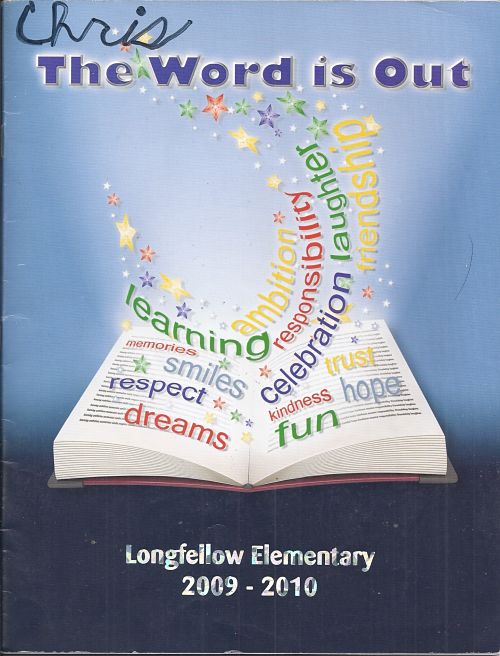 Chris
The Word is Out
friendship
laughter
responsibility
ambition
celebration
learning
memories
smiles
respect
dreams
trust
hope
kindness
fun
Longfellow Elementary
2009 - 2010